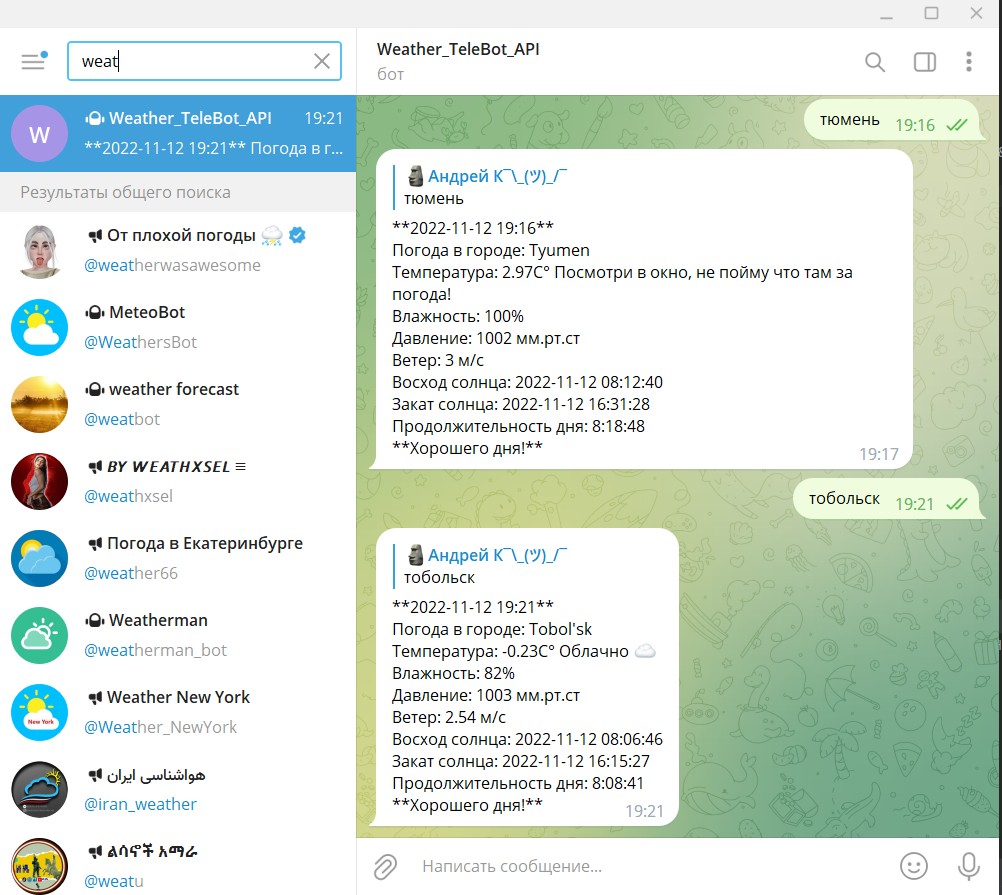 weat
Weather_TeleBot_API
бот
W
Weather_TeleBot_API 19:21
**2022-11-12 19:21** Погода в г...
Результаты общего поиска
От плохой погоды
@weatherwasawesome
MeteoBot
@WeathersBot
weather forecast
@weatbot
BY WEATHXSEL ≡
@weathxsel
Погода в Екатеринбурге
@weather66
Weatherman
@weatherman_bot
New York
Weather New York
@Weather_NewYork
هواشناسی ایران
@iran_weather
ልሳኖች አማራ
@weatu
тюмень 19:16
Андрей К¯\_(ツ)_/¯
тюмень
**2022-11-12 19:16**
Погода в городе: Tyumen
Температура: 2.97C° Посмотри в окно, не пойму что там за
погода!
Влажность: 100%
Давление: 1002 мм.рт.ст
Ветер: 3 м/с
Восход солнца: 2022-11-12 08:12:40
Закат солнца: 2022-11-12 16:31:28
Продолжительность дня: 8:18:48
**Хорошего дня!**
19:17
тобольск 19:21
Андрей К¯\_(ツ)_/¯
тобольск
**2022-11-12 19:21**
Погода в городе: Tobol'sk
Температура: -0.23C° Облачно ☁️
Влажность: 82%
Давление: 1003 мм.рт.ст
Ветер: 2.54 м/с
Восход солнца: 2022-11-12 08:06:46
Закат солнца: 2022-11-12 16:15:27
Продолжительность дня: 8:08:41
**Хорошего дня!**
19:21
Написать сообщение...